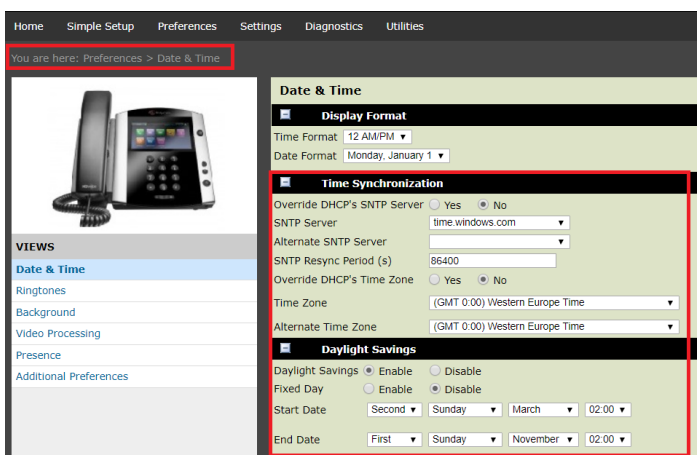 Home Simple Setup Preferences Settings Diagnostics Utilities
You are here: Preferences > Date & Time
VIEWS
Date & Time
Ringtones
Background
Video Processing
Presence
Additional Preferences
Date & Time
Display Format
Time Format 12 AM/PM
Date Format Monday, January 1
Time Synchronization
Override DHCP's SNTP Server Yes No
SNTP Server time.windows.com
Alternate SNTP Server
SNTP Resync Period (s) 86400
Override DHCP's Time Zone Yes No
Time Zone (GMT 0:00) Western Europe Time
Alternate Time Zone (GMT 0:00) Western Europe Time
Daylight Savings
Daylight Savings Enable Disable
Fixed Day Enable Disable
Start Date Second Sunday March 02:00
End Date First Sunday November 02:00